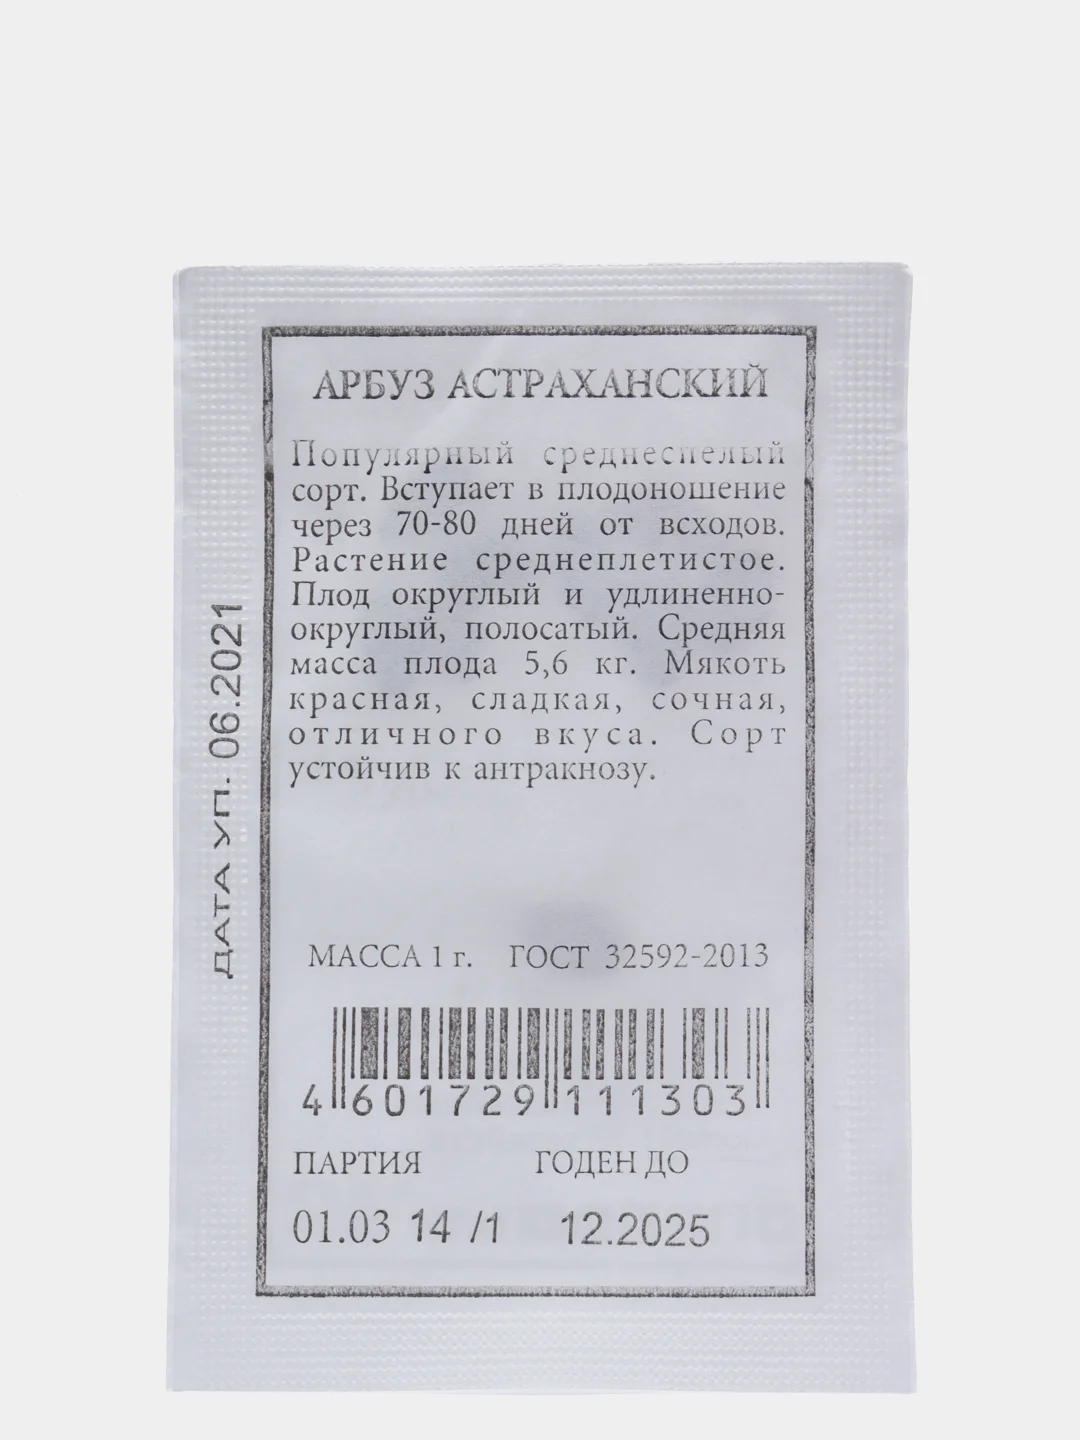 АРБУЗ АСТРАХАНСКИЙ
Популярный среднеспелый
сорт. Вступает в плодоношение
через 70-80 дней от всходов.
Растение среднеплетистое.
Плод округлый и удлиненно-
округлый, полосатый. Средняя
масса плода 5,6 кг. Мякоть
красная, сладкая, сочная,
отличного вкуса. Сорт
устойчив к антракнозу.
МАССА 1 г. ГОСТ 32592-2013
4 601729 111303
ПАРТИЯ ГОДЕН ДО
01.03 14 /1 12.2025
ДАТА УП. 06.2021